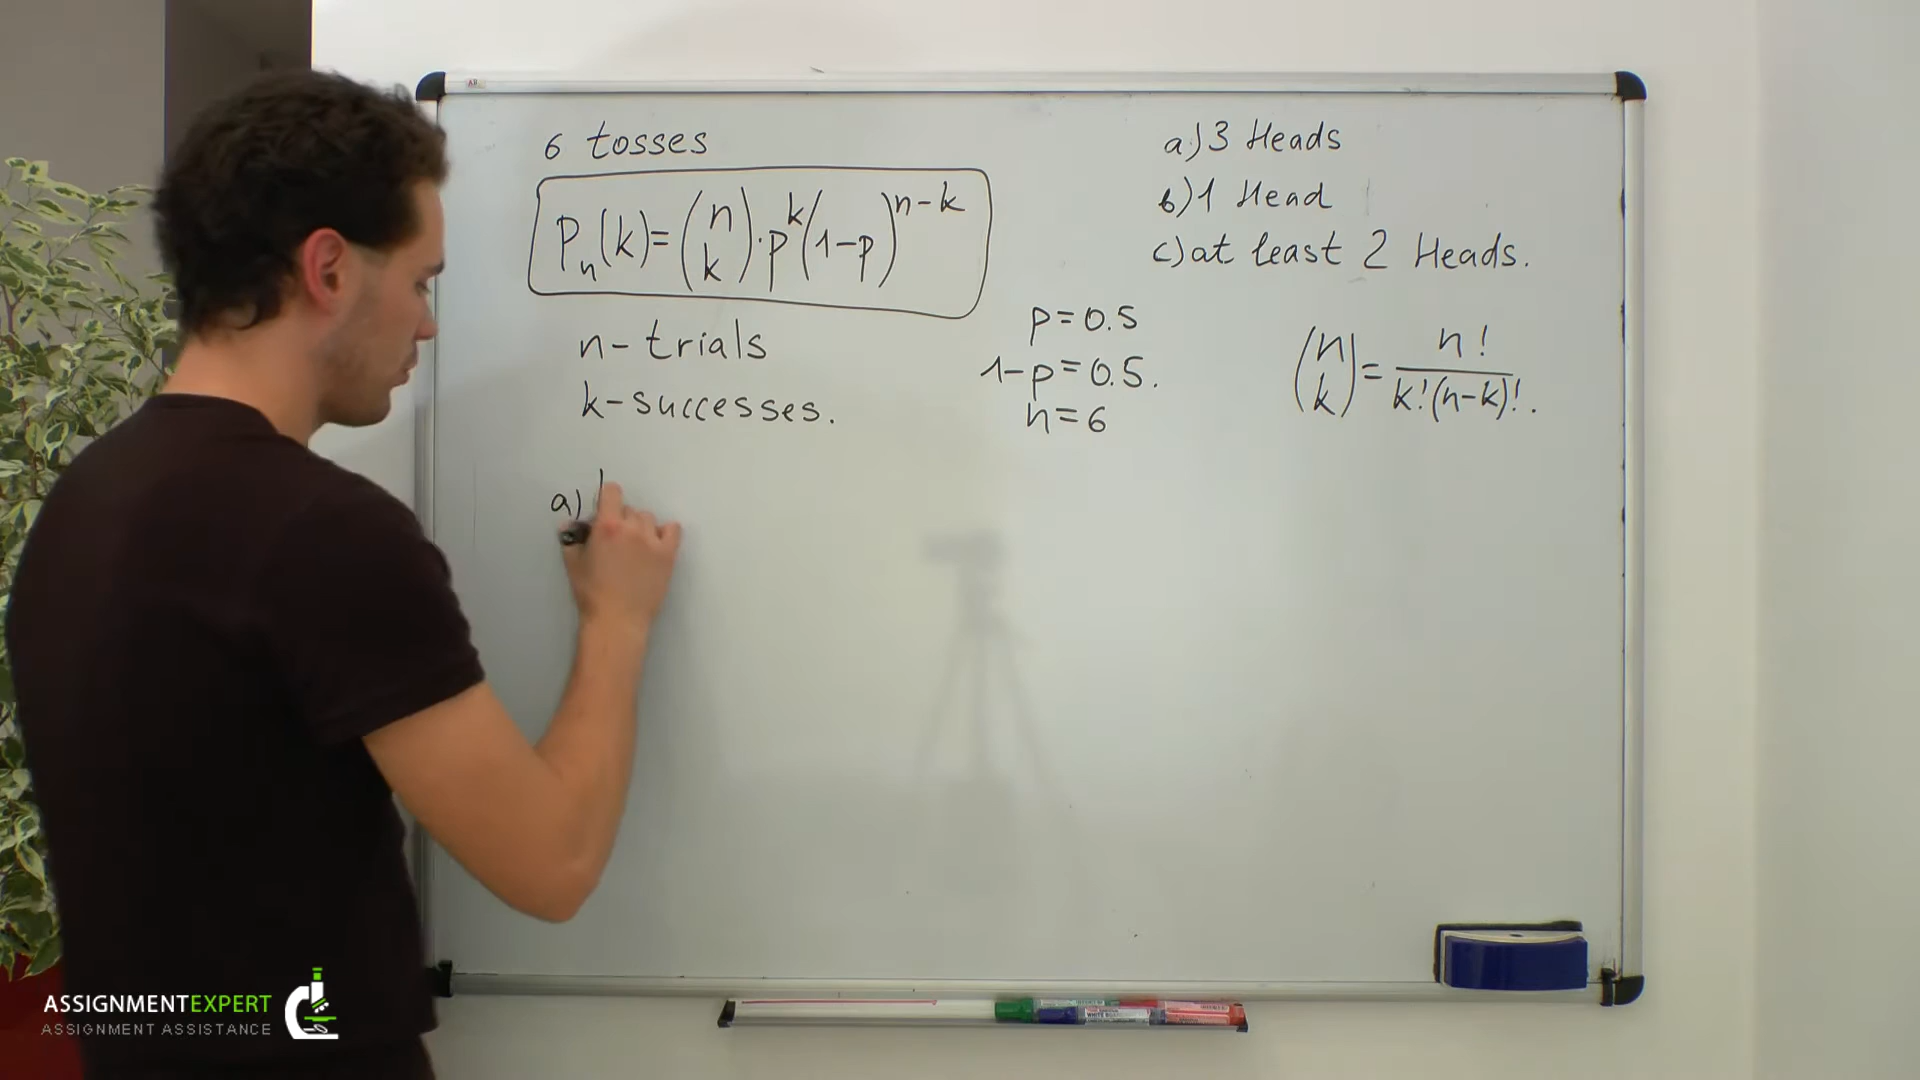 6 tosses
Pₙ(k)=(n k)·pᵏ(1-p)ⁿ⁻ᵏ
n-trials
k-successes.
a) 3 Heads
b) 1 Head
c) at least 2 Heads.
p=0.5
1-p=0.5.
n=6
(n k)=n!/k!(n-k)!.
a)
ASSIGNMENTEXPERT
ASSIGNMENT ASSISTANCE